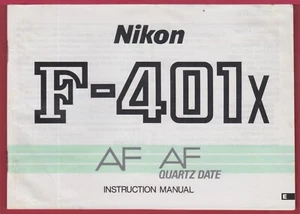 Nikon
F-401x
AF AF
QUARTZ DATE
INSTRUCTION MANUAL
E